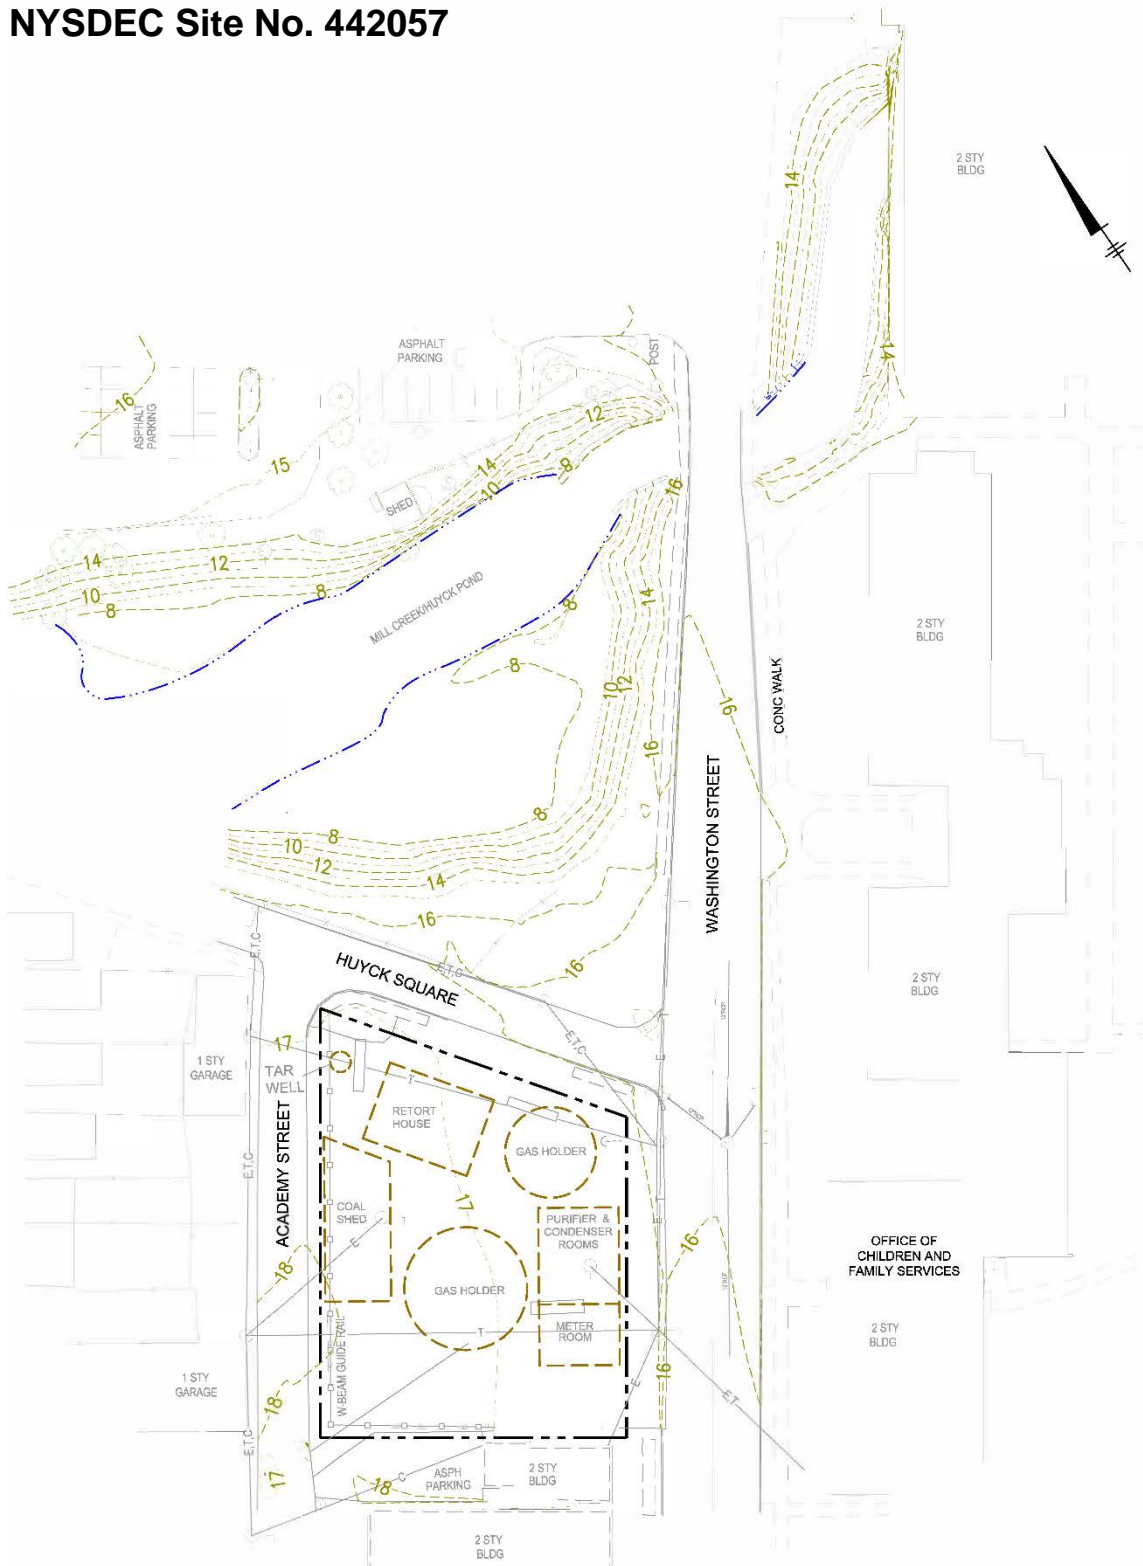 NYSDEC Site No. 442057
2 STY
BLDG
14
14
ASPHALT
PARKING
POST
16
ASPHALT
PARKING
12
15
14
8
10
16
SHED
14
12
10
8
8
MILL CREEK/HUYCK POND
8
14
8
2 STY
BLDG
10
12
16
CONC WALK
16
WASHINGTON STREET
8
8
10
12
14
16
E,T,C
HUYCK SQUARE
E,T,C
16
2 STY
BLDG
E,T,C
17
1 STY
GARAGE
TAR
WELL
T
E
RETORT
HOUSE
GAS HOLDER
ACADEMY STREET
E,T,C
17
COAL
SHED
T
E
PURIFIER &
CONDENSER
ROOMS
T
E
16
OFFICE OF
CHILDREN AND
FAMILY SERVICES
18
GAS HOLDER
METER
ROOM
T
2 STY
BLDG
W-BEAM GUIDE RAIL
16
1 STY
GARAGE
18
E
E,T
E,T,C
17
18
C
ASPH
PARKING
2 STY
BLDG
2 STY
BLDG